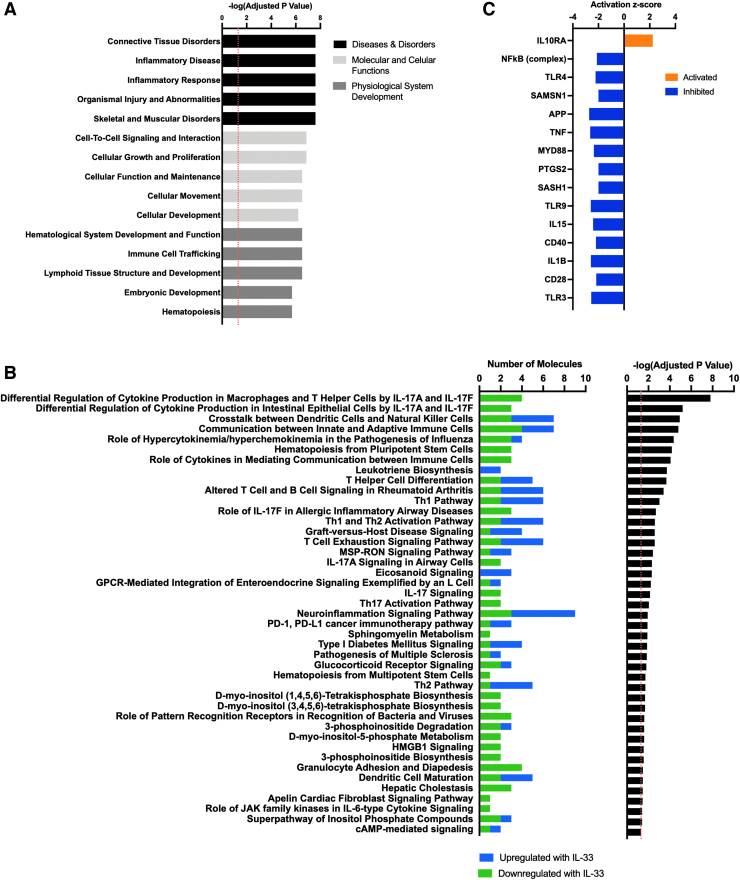 A
-log(Adjusted P Value)
0 2 4 6 8
Connective Tissue Disorders
Inflammatory Disease
Inflammatory Response
Organismal Injury and Abnormalities
Skeletal and Muscular Disorders
Cell-To-Cell Signaling and Interaction
Cellular Growth and Proliferation
Cellular Function and Maintenance
Cellular Movement
Cellular Development
Hematological System Development and Function
Immune Cell Trafficking
Lymphoid Tissue Structure and Development
Embryonic Development
Hematopoiesis
Diseases & Disorders
Molecular and Celular
Functions
Physiological System
Development
C
Activation z-score
-4 -2 0 2 4
IL10RA
NFkB (complex)
TLR4
SAMSN1
APP
TNF
MYD88
PTGS2
SASH1
TLR9
IL15
CD40
IL1B
CD28
TLR3
Activated
Inhibited
B
Number of Molecules
0 2 4 6 8 10
-log(Adjusted P Value)
0 2 4 6 8 10
Differential Regulation of Cytokine Production in Macrophages and T Helper Cells by IL-17A and IL-17F
Differential Regulation of Cytokine Production in Intestinal Epithelial Cells by IL-17A and IL-17F
Crosstalk between Dendritic Cells and Natural Killer Cells
Communication between Innate and Adaptive Immune Cells
Role of Hypercytokinemia/hyperchemokinemia in the Pathogenesis of Influenza
Hematopoiesis from Pluripotent Stem Cells
Role of Cytokines in Mediating Communication between Immune Cells
Leukotriene Biosynthesis
T Helper Cell Differentiation
Altered T Cell and B Cell Signaling in Rheumatoid Arthritis
Th1 Pathway
Role of IL-17F in Allergic Inflammatory Airway Diseases
Th1 and Th2 Activation Pathway
Graft-versus-Host Disease Signaling
T Cell Exhaustion Signaling Pathway
MSP-RON Signaling Pathway
IL-17A Signaling in Airway Cells
Eicosanoid Signaling
GPCR-Mediated Integration of Enteroendocrine Signaling Exemplified by an L Cell
IL-17 Signaling
Th17 Activation Pathway
Neuroinflammation Signaling Pathway
PD-1, PD-L1 cancer immunotherapy pathway
Sphingomyelin Metabolism
Type I Diabetes Mellitus Signaling
Pathogenesis of Multiple Sclerosis
Glucocorticoid Receptor Signaling
Hematopoiesis from Multipotent Stem Cells
Th2 Pathway
D-myo-inositol (1,4,5,6)-Tetrakisphosphate Biosynthesis
D-myo-inositol (3,4,5,6)-tetrakisphosphate Biosynthesis
Role of Pattern Recognition Receptors in Recognition of Bacteria and Viruses
3-phosphoinositide Degradation
D-myo-inositol-5-phosphate Metabolism
HMGB1 Signaling
3-phosphoinositide Biosynthesis
Granulocyte Adhesion and Diapedesis
Dendritic Cell Maturation
Hepatic Cholestasis
Apelin Cardiac Fibroblast Signaling Pathway
Role of JAK family kinases in IL-6-type Cytokine Signaling
Superpathway of Inositol Phosphate Compounds
cAMP-mediated signaling
Upregulated with IL-33
Downregulated with IL-33